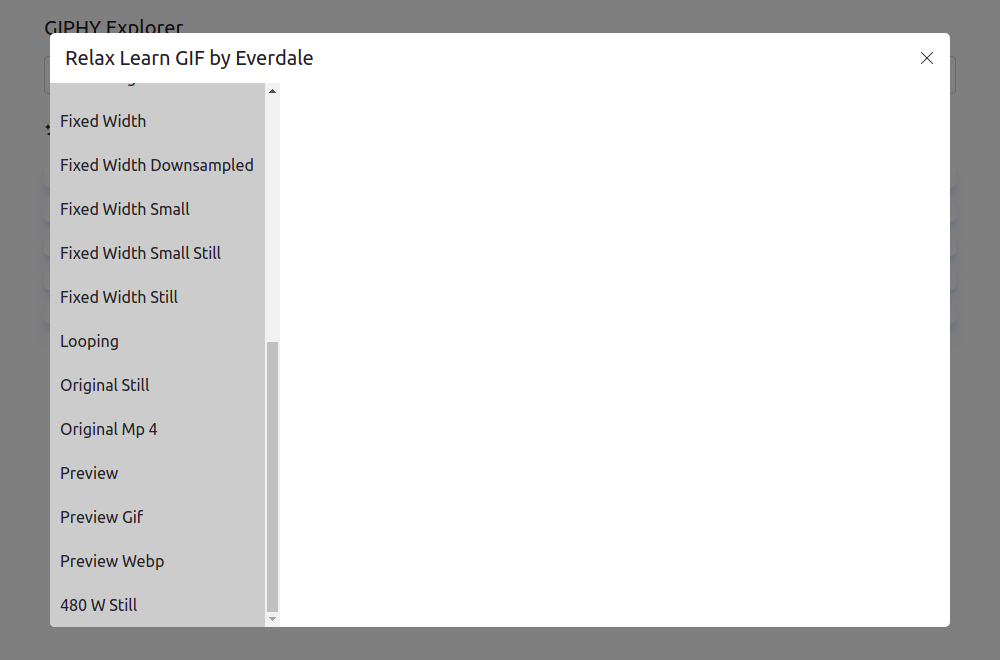 GIPHY Explorer
Relax Learn GIF by Everdale
Fixed Width
Fixed Width Downsampled
Fixed Width Small
Fixed Width Small Still
Fixed Width Still
Looping
Original Still
Original Mp 4
Preview
Preview Gif
Preview Webp
480 W Still